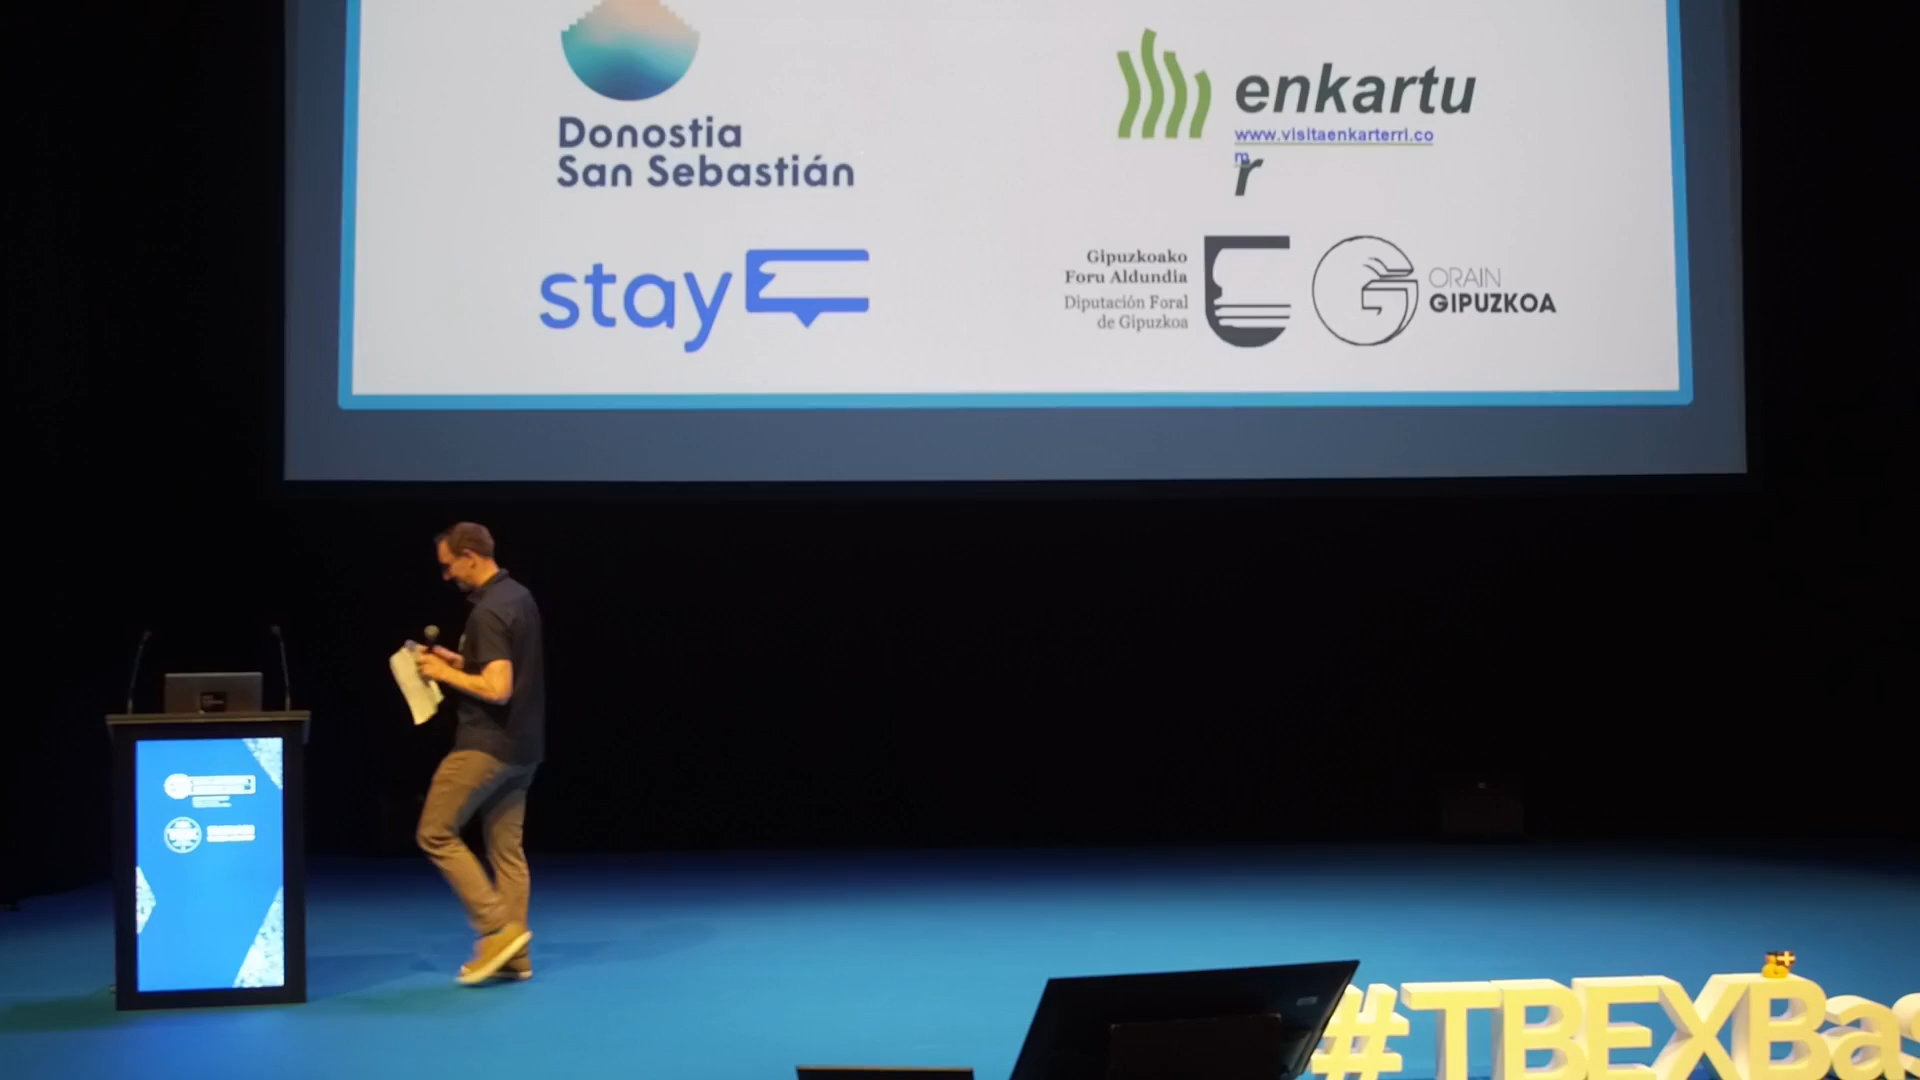 Donostia
San Sebastián
enkartu
www.visitaenkarterri.co
m
r
stay
Gipuzkoako
Foru Aldundia
Diputación Foral
de Gipuzkoa
ORAIN
GIPUZKOA
#TBEXBas